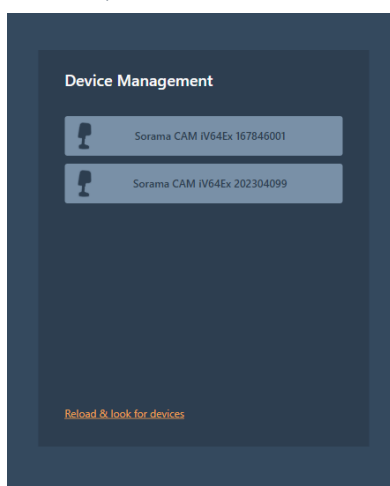 Device Management
Sorama CAM iV64Ex 167846001
Sorama CAM iV64Ex 202304099
Reload & look for devices